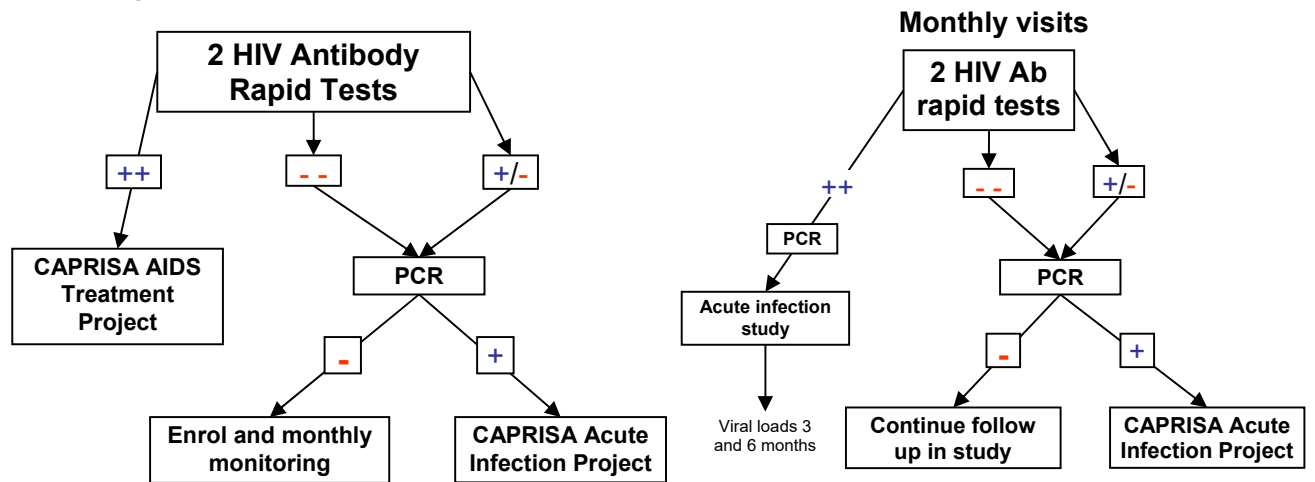 2 HIV Antibody
Rapid Tests
++
- -
+/-
CAPRISA AIDS
Treatment
Project
PCR
-
+
Enrol and monthly
monitoring
CAPRISA Acute
Infection Project
Monthly visits
2 HIV Ab
rapid tests
++
- -
+/-
PCR
Acute infection
study
Viral loads 3
and 6 months
PCR
-
+
Continue follow
up in study
CAPRISA Acute
Infection Project